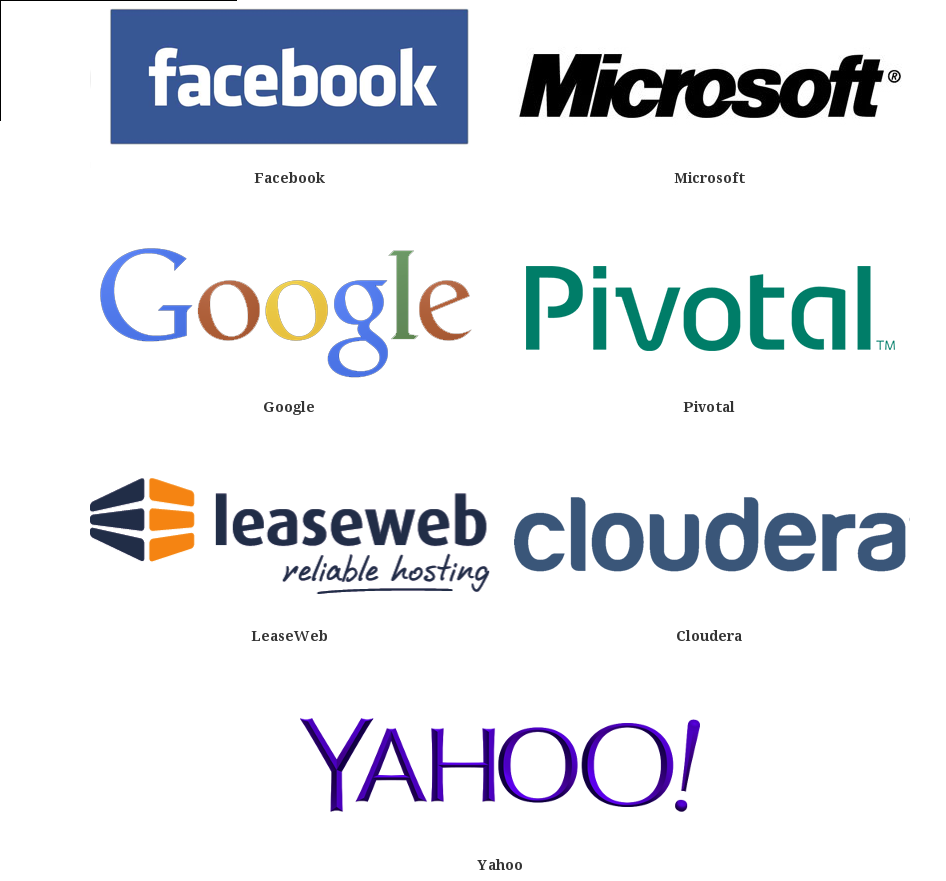 facebook
Microsoft®
Facebook
Microsoft
Google
Pivotal™
Google
Pivotal
leaseweb
reliable hosting
cloudera
LeaseWeb
Cloudera
YAHOO!
Yahoo